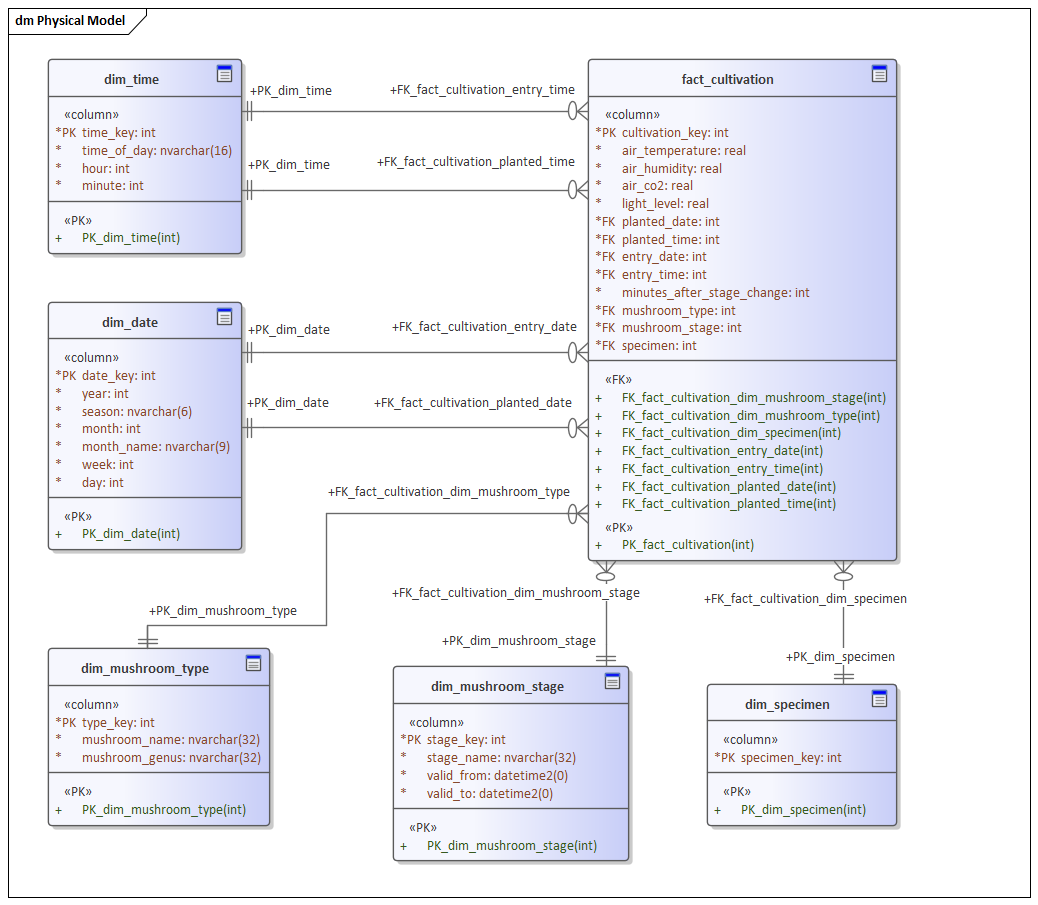 dm Physical Model
dim_time
«column»
*PK time_key: int
* time_of_day: nvarchar(16)
* hour: int
* minute: int
«PK»
+ PK_dim_time(int)
+PK_dim_time
+FK_fact_cultivation_entry_time
+PK_dim_time
+FK_fact_cultivation_planted_time
fact_cultivation
«column»
*PK cultivation_key: int
* air_temperature: real
* air_humidity: real
* air_co2: real
* light_level: real
*FK planted_date: int
*FK planted_time: int
*FK entry_date: int
*FK entry_time: int
* minutes_after_stage_change: int
*FK mushroom_type: int
*FK mushroom_stage: int
*FK specimen: int
«FK»
+ FK_fact_cultivation_dim_mushroom_stage(int)
+ FK_fact_cultivation_dim_mushroom_type(int)
+ FK_fact_cultivation_dim_specimen(int)
+ FK_fact_cultivation_entry_date(int)
+ FK_fact_cultivation_entry_time(int)
+ FK_fact_cultivation_planted_date(int)
+ FK_fact_cultivation_planted_time(int)
«PK»
+ PK_fact_cultivation(int)
dim_date
«column»
*PK date_key: int
* year: int
* season: nvarchar(6)
* month: int
* month_name: nvarchar(9)
* week: int
* day: int
«PK»
+ PK_dim_date(int)
+PK_dim_date
+FK_fact_cultivation_entry_date
+PK_dim_date
+FK_fact_cultivation_planted_date
+FK_fact_cultivation_dim_mushroom_type
+PK_dim_mushroom_type
+FK_fact_cultivation_dim_mushroom_stage
+PK_dim_mushroom_stage
+FK_fact_cultivation_dim_specimen
+PK_dim_specimen
dim_mushroom_type
«column»
*PK type_key: int
* mushroom_name: nvarchar(32)
* mushroom_genus: nvarchar(32)
«PK»
+ PK_dim_mushroom_type(int)
dim_mushroom_stage
«column»
*PK stage_key: int
* stage_name: nvarchar(32)
* valid_from: datetime2(0)
* valid_to: datetime2(0)
«PK»
+ PK_dim_mushroom_stage(int)
dim_specimen
«column»
*PK specimen_key: int
«PK»
+ PK_dim_specimen(int)